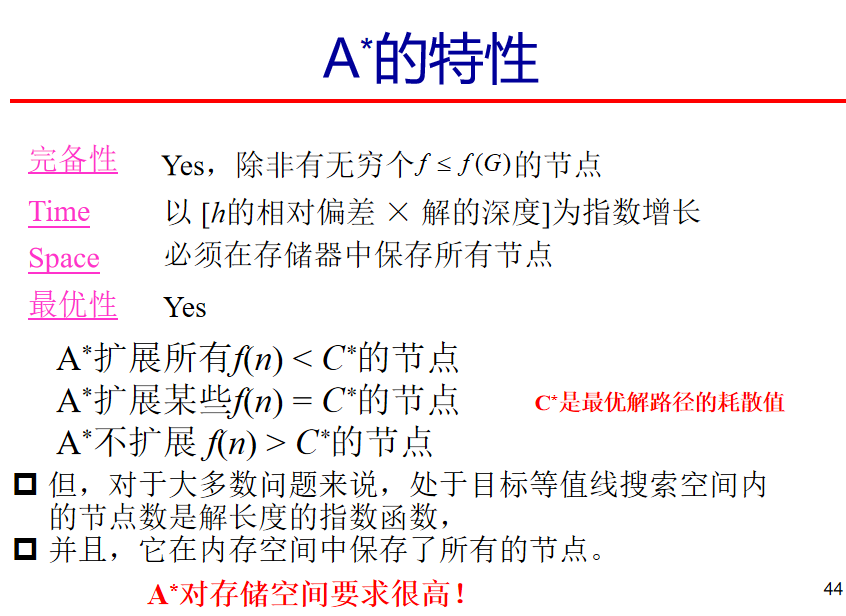 A*的特性
完备性 Yes，除非有无穷个f ≤ f (G)的节点
Time 以 [h的相对偏差 × 解的深度]为指数增长
Space 必须在存储器中保存所有节点
最优性 Yes
A*扩展所有f(n) < C*的节点
A*扩展某些f(n) = C*的节点
C*是最优解路径的耗散值
A*不扩展 f(n) > C*的节点
但，对于大多数问题来说，处于目标等值线搜索空间内
的节点数是解长度的指数函数，
并且，它在内存空间中保存了所有的节点。
A*对存储空间要求很高！
44